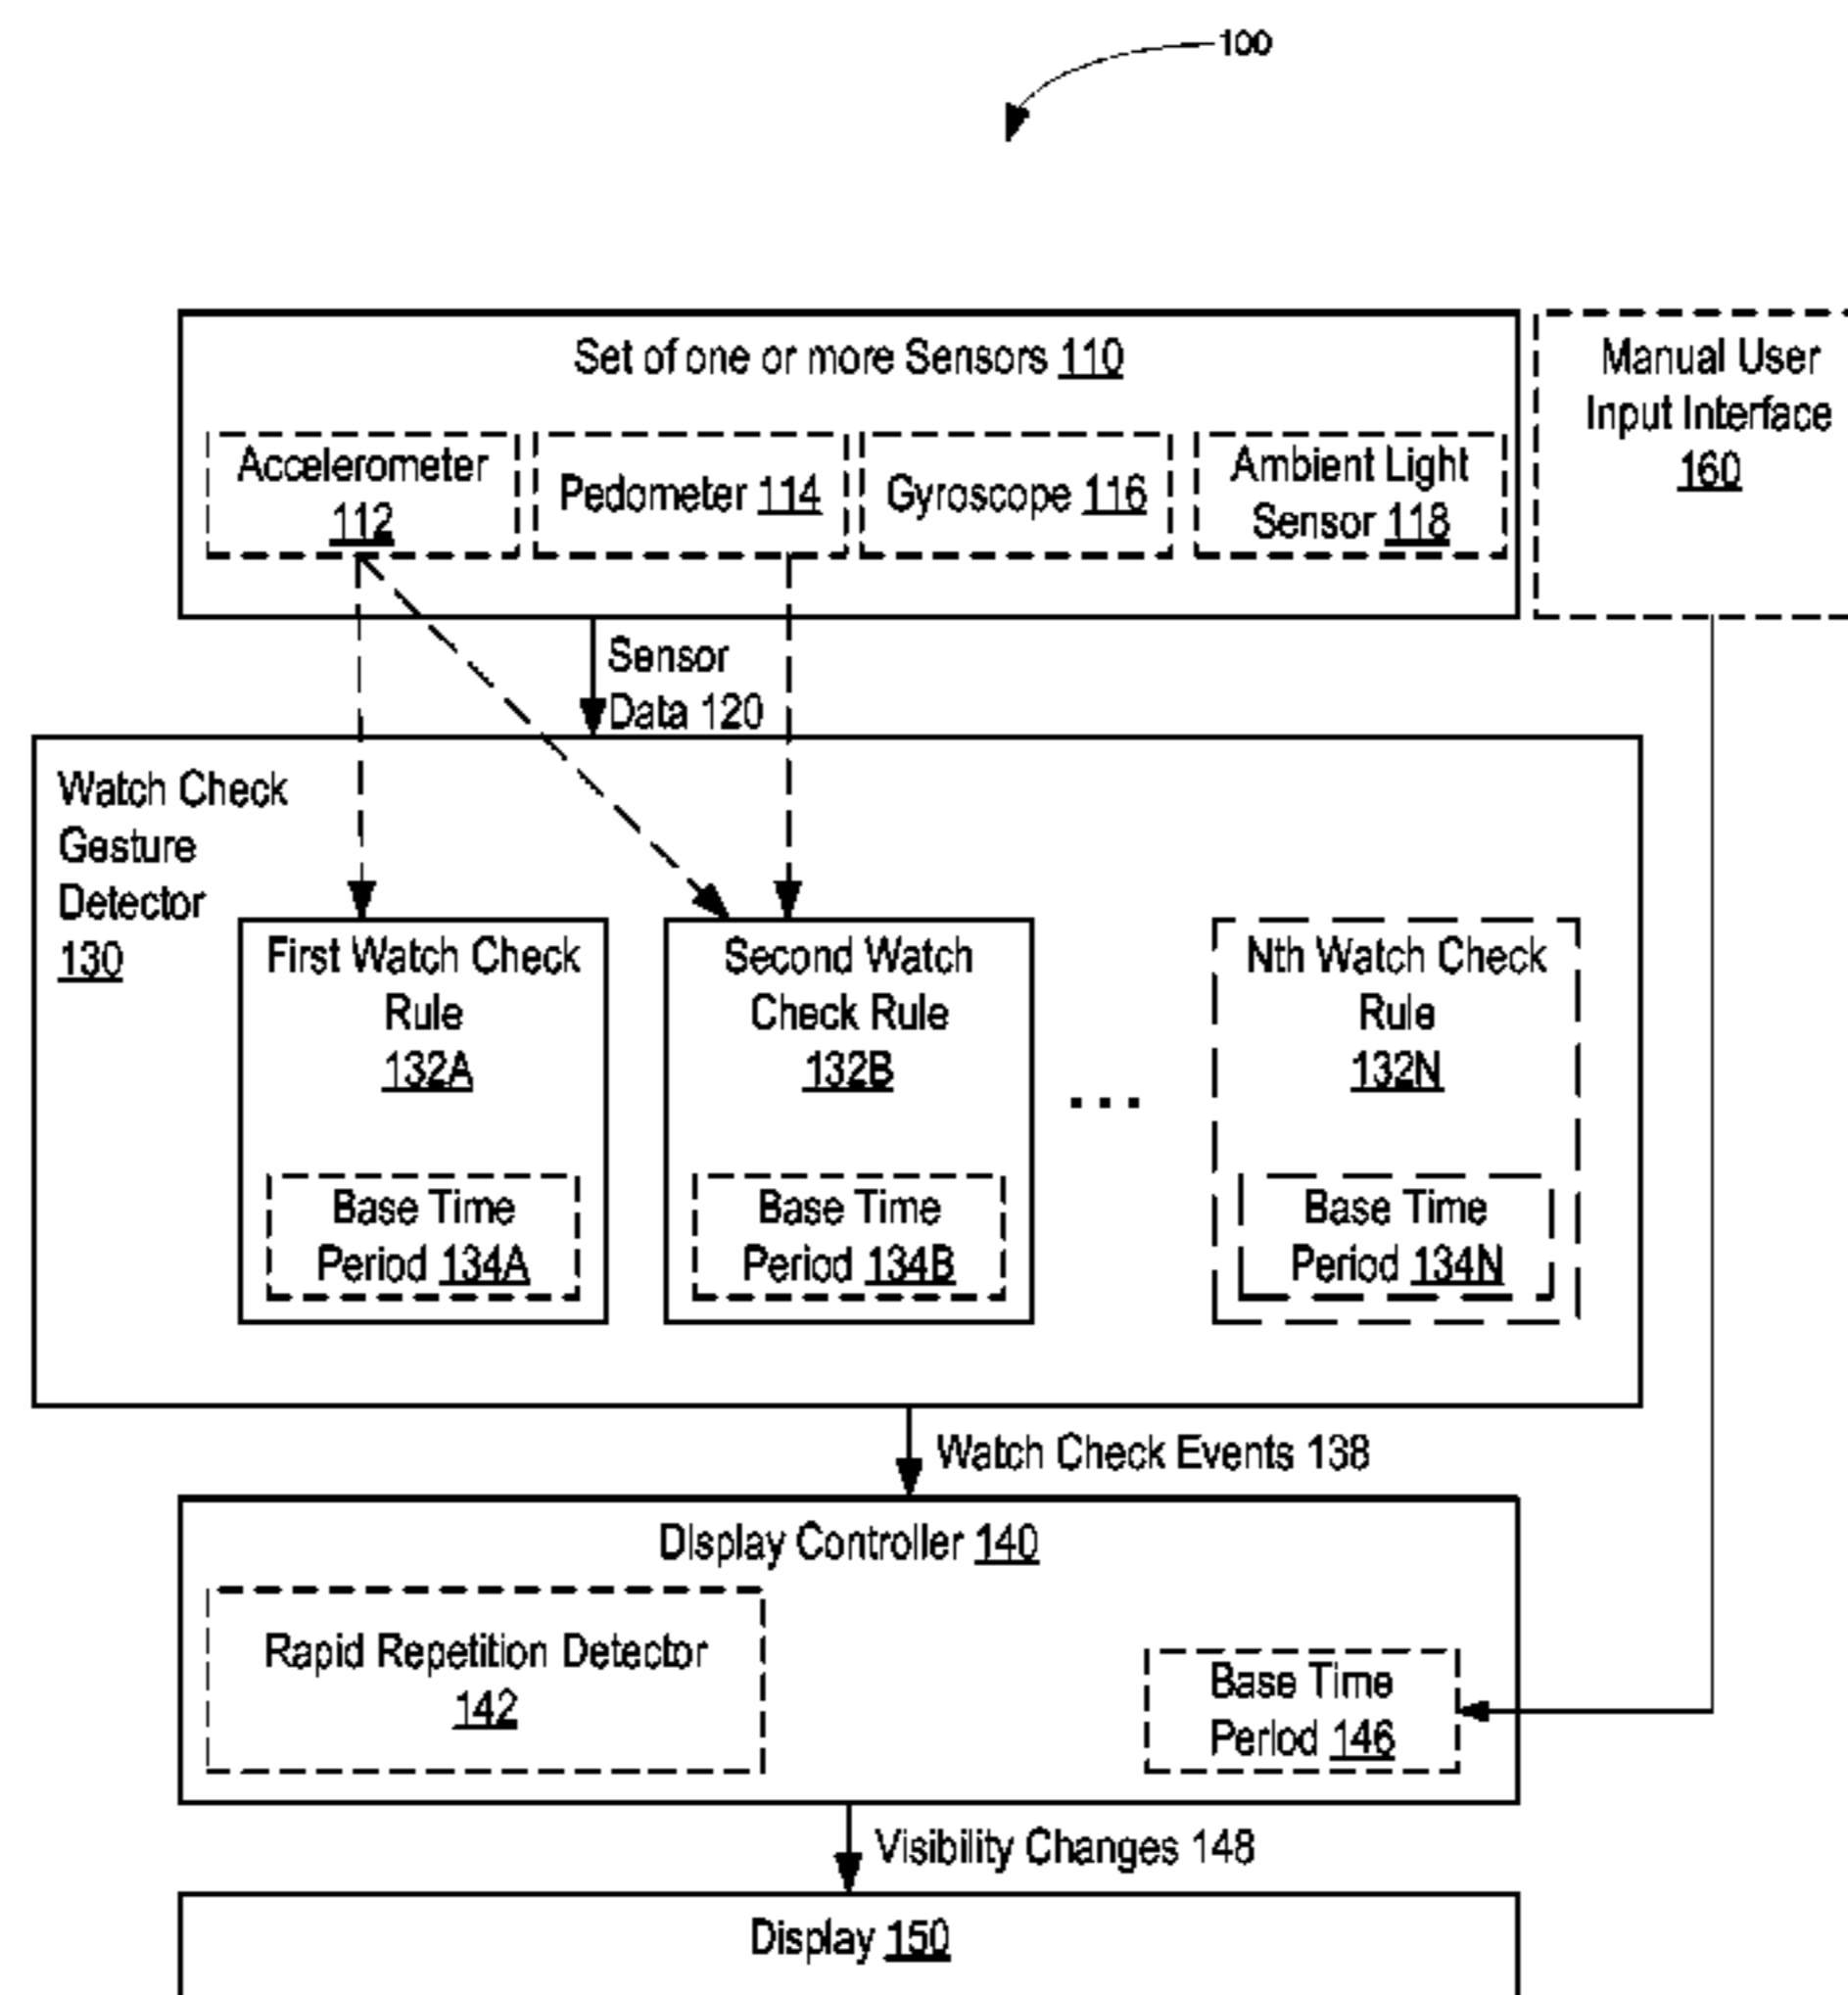 100
Set of one or more Sensors 110
Manual User
Input Interface
160
Accelerometer
112
Pedometer 114
Gyroscope 116
Ambient Light
Sensor 118
Sensor
Data 120
Watch Check
Gesture
Detector
130
First Watch Check
Rule
132A
Base Time
Period 134A
Second Watch
Check Rule
132B
Base Time
Period 134B
...
Nth Watch Check
Rule
132N
Base Time
Period 134N
Watch Check Events 138
Display Controller 140
Rapid Repetition Detector
142
Base Time
Period 146
Visibility Changes 148
Display 150